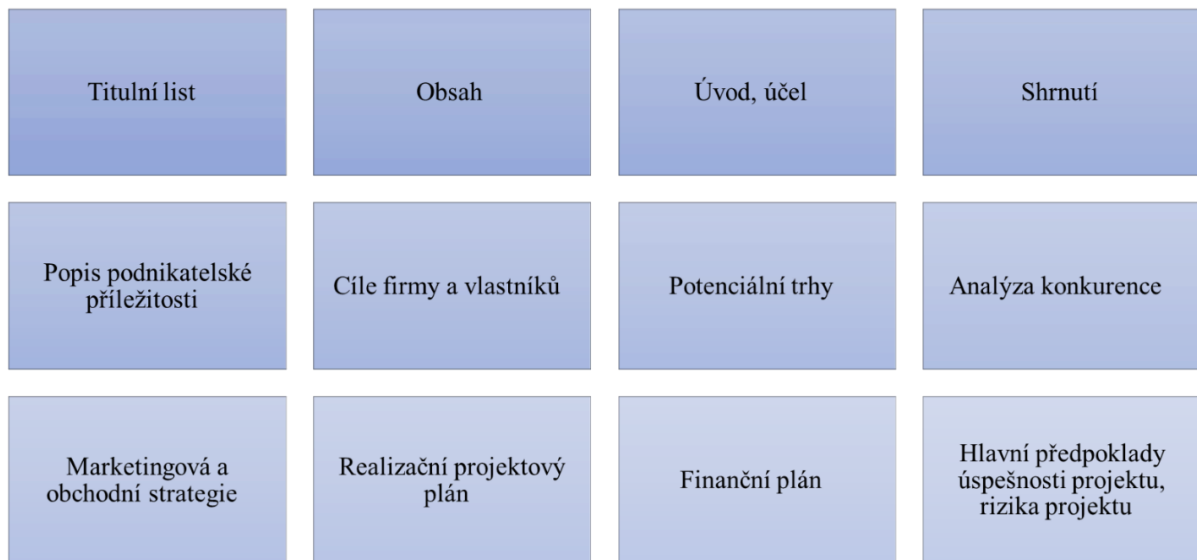 Titulní list
Obsah
Úvod, účel
Shrnutí
Popis podnikatelské
příležitosti
Cíle firmy a vlastníků
Potenciální trhy
Analýza konkurence
Marketingová a
obchodní strategie
Realizační projektový
plán
Finanční plán
Hlavní předpoklady
úspešnosti projektu,
rizika projektu